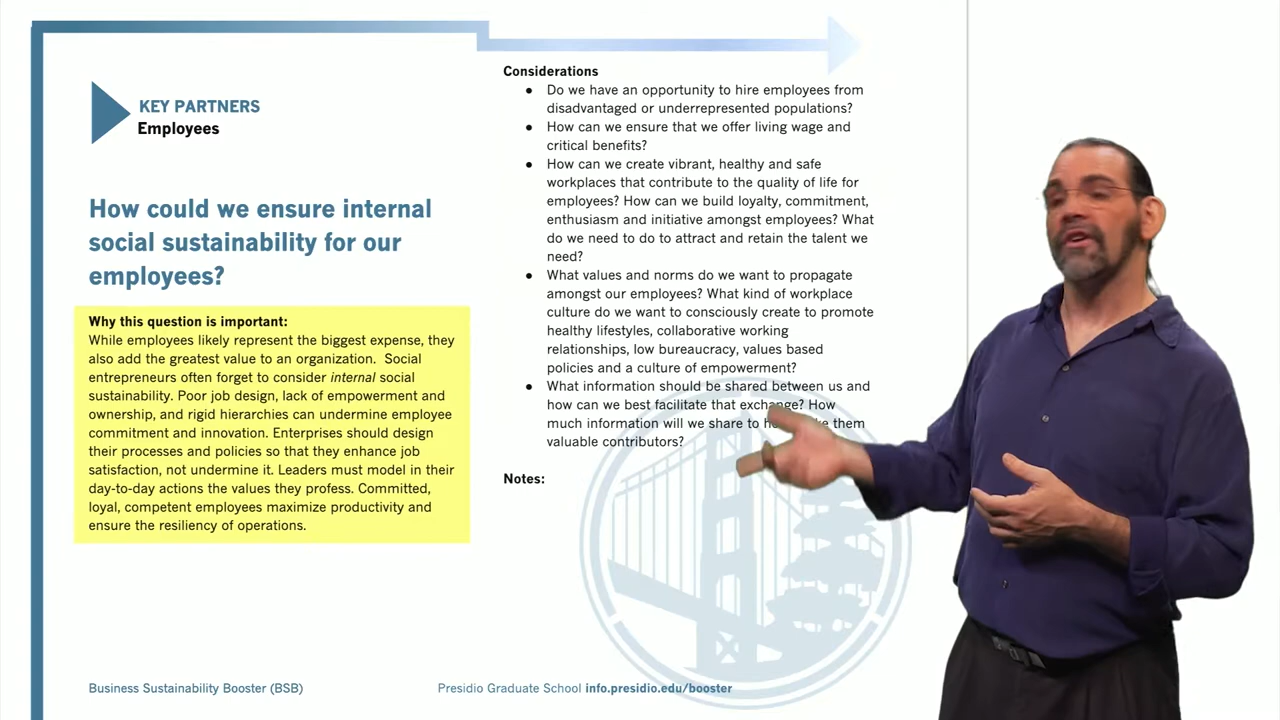 KEY PARTNERS
Employees
How could we ensure internal
social sustainability for our
employees?
Why this question is important:
While employees likely represent the biggest expense, they
also add the greatest value to an organization. Social
entrepreneurs often forget to consider internal social
sustainability. Poor job design, lack of empowerment and
ownership, and rigid hierarchies can undermine employee
commitment and innovation. Enterprises should design
their processes and policies so that they enhance job
satisfaction, not undermine it. Leaders must model in their
day-to-day actions the values they profess. Committed,
loyal, competent employees maximize productivity and
ensure the resiliency of operations.
Considerations
● Do we have an opportunity to hire employees from
disadvantaged or underrepresented populations?
● How can we ensure that we offer living wage and
critical benefits?
● How can we create vibrant, healthy and safe
workplaces that contribute to the quality of life for
employees? How can we build loyalty, commitment,
enthusiasm and initiative amongst employees? What
do we need to do to attract and retain the talent we
need?
● What values and norms do we want to propagate
amongst our employees? What kind of workplace
culture do we want to consciously create to promote
healthy lifestyles, collaborative working
relationships, low bureaucracy, values based
policies and a culture of empowerment?
● What information should be shared between us and
how can we best facilitate that exchange? How
much information will we share to them
valuable contributors?
Notes:
Business Sustainability Booster (BSB)
Presidio Graduate School info.presidio.edu/booster